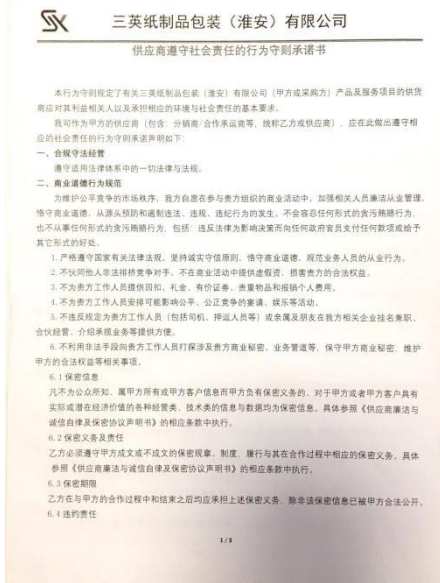 SX
三英纸制品包装（淮安）有限公司
供应商遵守社会责任的行为守则承诺书
本行为守则规定了有关三英纸制品包装（淮安）有限公司（甲方或采购方）产品及服务项目的供货
商应对其利益相关人以及承担相应的环境与社会责任的基本要求。
我司作为甲方的供应商（包含：分销商/合作承运商等，统称乙方或供应商），应在此做出遵守相
应的社会责任的行为守则承诺声明如下：
一、合规守法经营
遵守适用法律体系中的一切法律与法规。
二、商业道德行为规范
为维护公平竞争的市场秩序，我方自愿在参与贵方组织的商业活动中，加强相关人员廉洁从业管理，
恪守商业道德，从源头预防和遏制违法、违规、违纪行为的发生。不会容忍任何形式的贪污贿赂行为，
也不从事任何形式的贪污贿赂行为，包括：违反法律为影响决策而向任何政府官员支付任何款项或给予
其它形式的好处。
1.严格遵守国家有关法律法规，坚持诚实守信原则，恪守商业道德，规范业务人员的从业行为。
2.不伙同他人非法排挤竞争对手，不在商业活动中提供虚假资，损害贵方的合法权益。
3.不为贵方工作人员提供回扣、礼金、有价证券、贵重物品和报销个人费用。
4.不为贵方工作人员安排可能影响公平、公正竞争的宴请、娱乐等活动。
5.不违反规定为贵方工作人员（包括司机、押运人员等）或亲属及朋友在我方相关企业挂名兼职、
合伙经营、介绍承揽业务等提供方便。
6.不利用非法手段向贵方工作人员打探涉及贵方商业秘密、业务管道等，保守甲方商业秘密，维护
甲方的合法权益等相关事项。
6.1保密信息
凡不为公众所知，属甲方所有或甲方客户信息而甲方负有保密义务的、对于甲方或者甲方客户具有
实际或潜在经济价值的各种经营类、技术类的信息与数据均为保密信息。具体参照《供应商廉洁与
诚信自律及保密协议声明书》的相应条款中执行。
6.2保密义务及责任
乙方必须遵守甲方成文或不成文的保密规章、制度，履行与其在合作过程中相应的保密义务。具体
参照《供应商廉洁与诚信自律及保密协议声明书》的相应条款中执行。
6.3保密期限
乙方在与甲方的合作过程中和结束之后均应承担上述保密义务，除非该保密信息已被甲方合法公开。
6.4违约责任
1/3